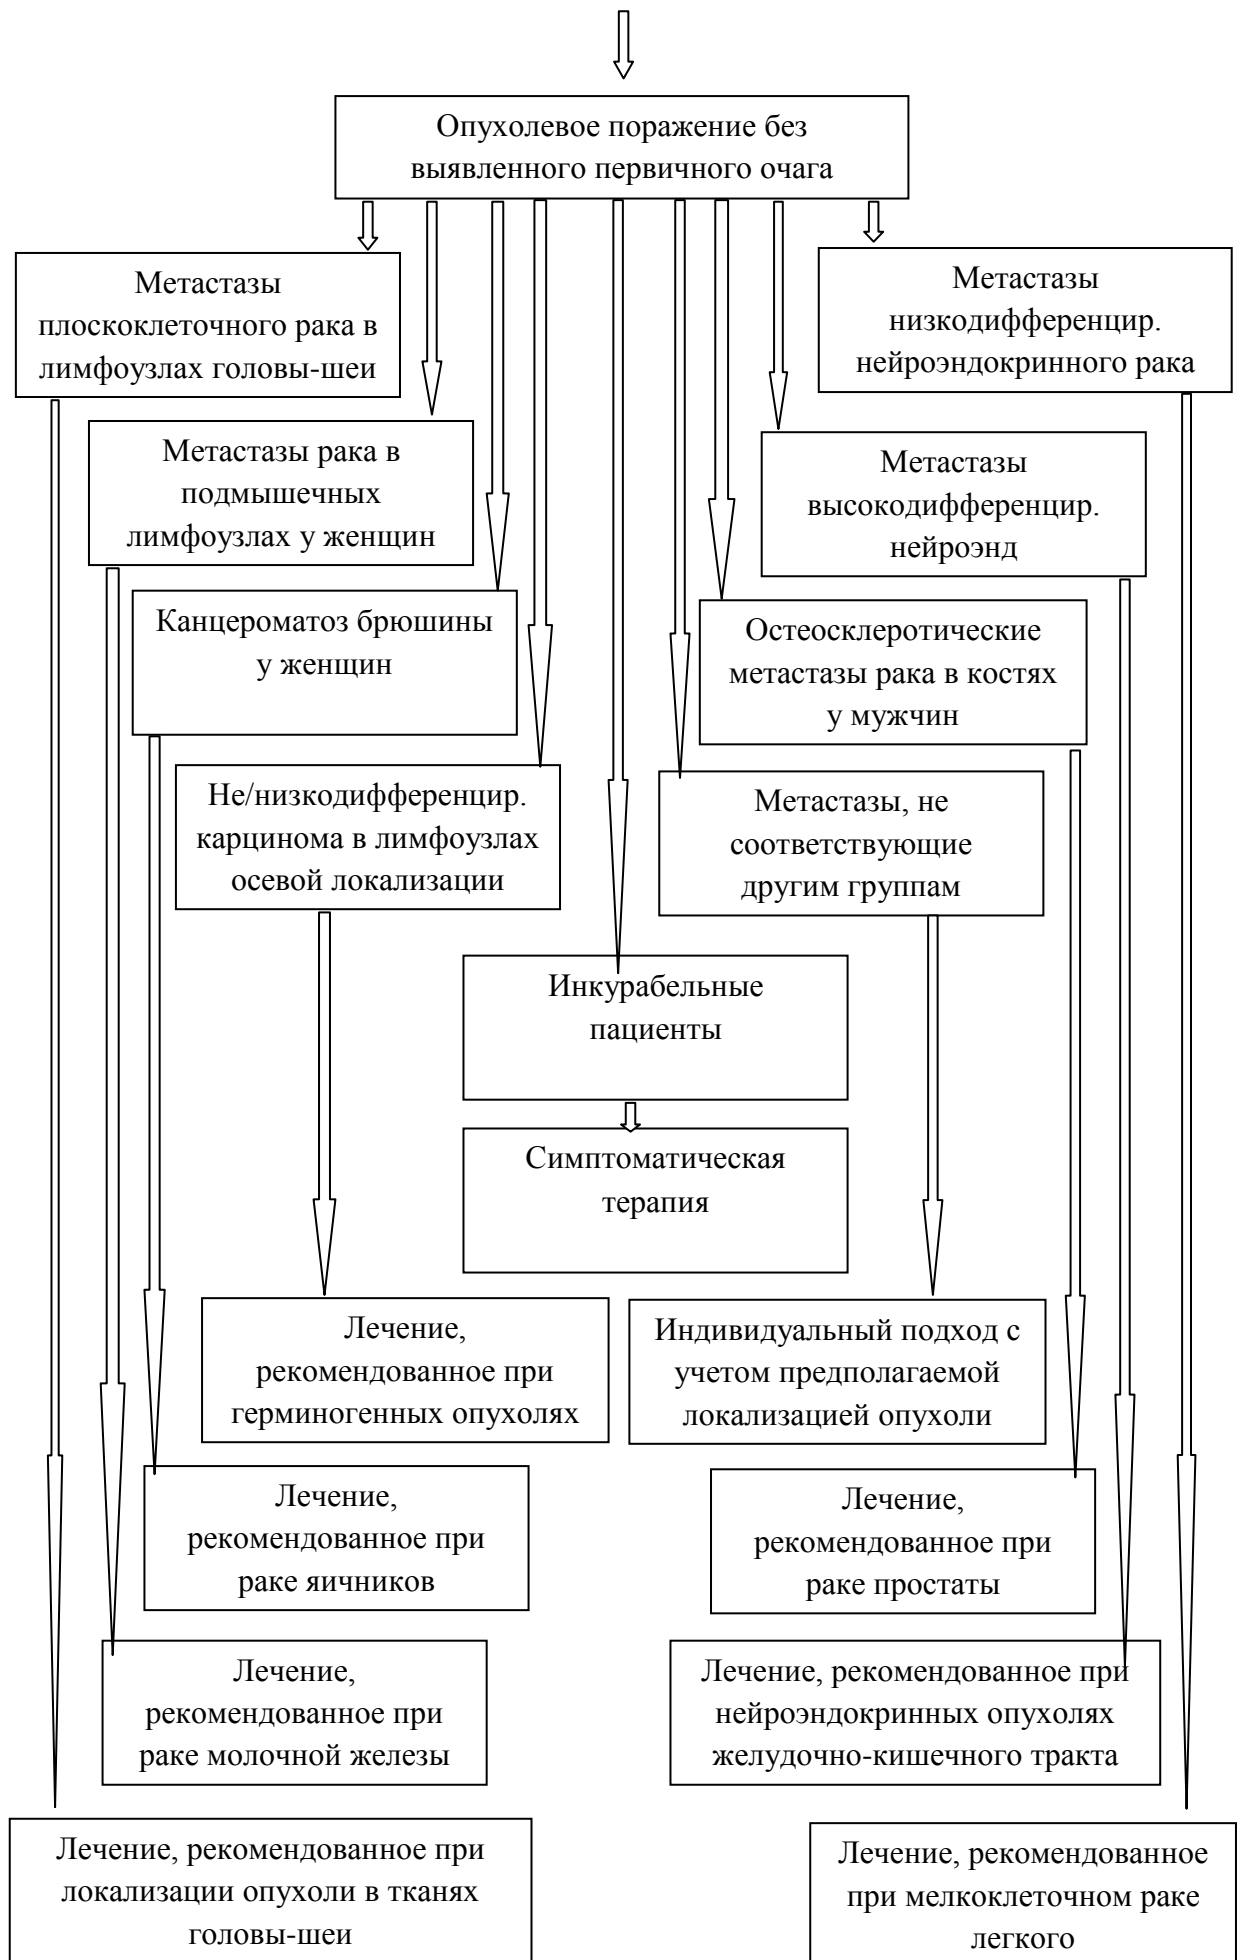 Опухолевое поражение без
выявленного первичного очага
Метастазы
плоскоклеточного рака в
лимфоузлах головы-шеи
Метастазы
низкодифференцир.
нейроэндокринного рака
Метастазы рака в
подмышечных
лимфоузлах у женщин
Метастазы
высокодифференцир.
нейроэнд
Канцероматоз брюшины
у женщин
Остеосклеротические
метастазы рака в костях
у мужчин
Не/низкодифференцир.
карцинома в лимфоузлах
осевой локализации
Метастазы, не
соответствующие
другим группам
Инкурабельные
пациенты
Симптоматическая
терапия
Лечение,
рекомендованное при
герминогенных опухолях
Индивидуальный подход с
учетом предполагаемой
локализацией опухоли
Лечение,
рекомендованное при
раке яичников
Лечение,
рекомендованное при
раке простаты
Лечение,
рекомендованное при
раке молочной железы
Лечение, рекомендованное при
нейроэндокринных опухолях
желудочно-кишечного тракта
Лечение, рекомендованное при
локализации опухоли в тканях
головы-шеи
Лечение, рекомендованное
при мелкоклеточном раке
легкого